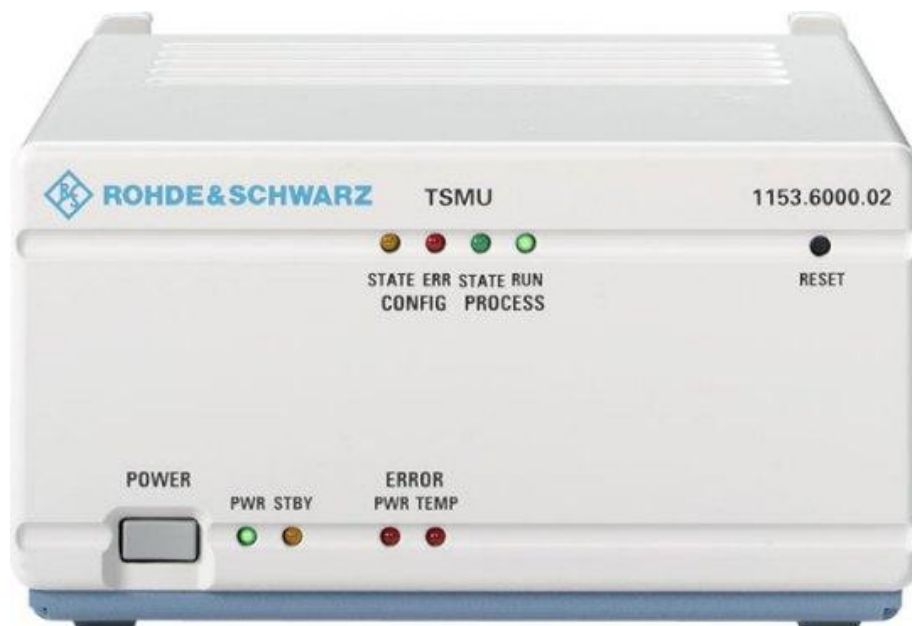 R&S ROHDE&SCHWARZ TSMU 1153.6000.02
STATE ERR STATE RUN RESET
CONFIG PROCESS
POWER ERROR
PWR STBY PWR TEMP